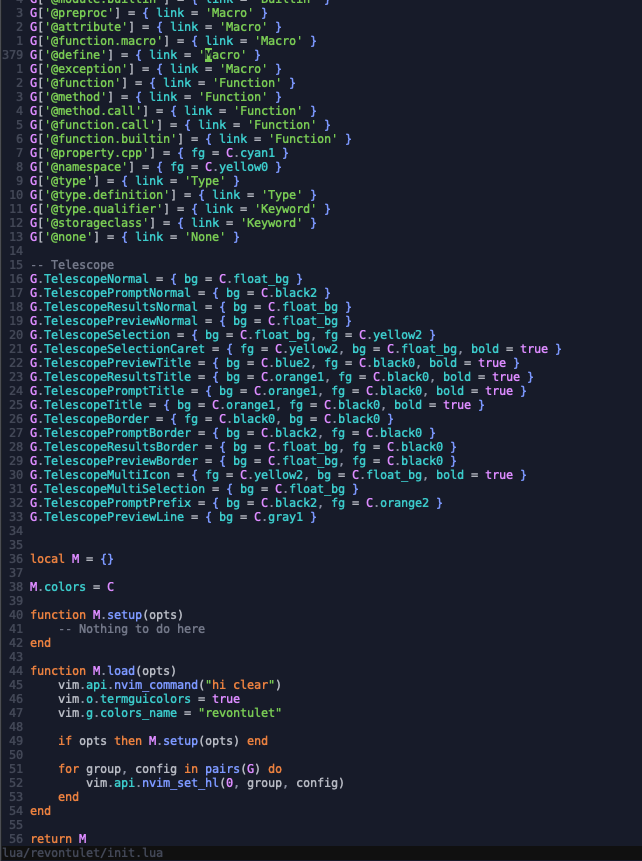 4 G['@module.builtin'] = { link = 'Builtin' }
3 G['@preproc'] = { link = 'Macro' }
2 G['@attribute'] = { link = 'Macro' }
1 G['@function.macro'] = { link = 'Macro' }
379 G['@define'] = { link = 'Macro' }
1 G['@exception'] = { link = 'Macro' }
2 G['@function'] = { link = 'Function' }
3 G['@method'] = { link = 'Function' }
4 G['@method.call'] = { link = 'Function' }
5 G['@function.call'] = { link = 'Function' }
6 G['@function.builtin'] = { link = 'Function' }
7 G['@property.cpp'] = { fg = C.cyan1 }
8 G['@namespace'] = { fg = C.yellow0 }
9 G['@type'] = { link = 'Type' }
10 G['@type.definition'] = { link = 'Type' }
11 G['@type.qualifier'] = { link = 'Keyword' }
12 G['@storageclass'] = { link = 'Keyword' }
13 G['@none'] = { link = 'None' }
14
15 -- Telescope
16 G.TelescopeNormal = { bg = C.float_bg }
17 G.TelescopePromptNormal = { bg = C.black2 }
18 G.TelescopeResultsNormal = { bg = C.float_bg }
19 G.TelescopePreviewNormal = { bg = C.float_bg }
20 G.TelescopeSelection = { bg = C.float_bg, fg = C.yellow2 }
21 G.TelescopeSelectionCaret = { fg = C.yellow2, bg = C.float_bg, bold = true }
22 G.TelescopePreviewTitle = { bg = C.blue2, fg = C.black0, bold = true }
23 G.TelescopeResultsTitle = { bg = C.orange1, fg = C.black0, bold = true }
24 G.TelescopePromptTitle = { bg = C.orange1, fg = C.black0, bold = true }
25 G.TelescopeTitle = { bg = C.orange1, fg = C.black0, bold = true }
26 G.TelescopeBorder = { fg = C.black0, bg = C.black0 }
27 G.TelescopePromptBorder = { bg = C.black2, fg = C.black0 }
28 G.TelescopeResultsBorder = { bg = C.float_bg, fg = C.black0 }
29 G.TelescopePreviewBorder = { bg = C.float_bg, fg = C.black0 }
30 G.TelescopeMultiIcon = { fg = C.yellow2, bg = C.float_bg, bold = true }
31 G.TelescopeMultiSelection = { bg = C.float_bg }
32 G.TelescopePromptPrefix = { bg = C.black2, fg = C.orange2 }
33 G.TelescopePreviewLine = { bg = C.gray1 }
34
35
36 local M = {}
37
38 M.colors = C
39
40 function M.setup(opts)
41     -- Nothing to do here
42 end
43
44 function M.load(opts)
45     vim.api.nvim_command("hi clear")
46     vim.o.termguicolors = true
47     vim.g.colors_name = "revontulet"
48
49     if opts then M.setup(opts) end
50
51     for group, config in pairs(G) do
52         vim.api.nvim_set_hl(0, group, config)
53     end
54 end
55
56 return M
lua/revontulet/init.lua